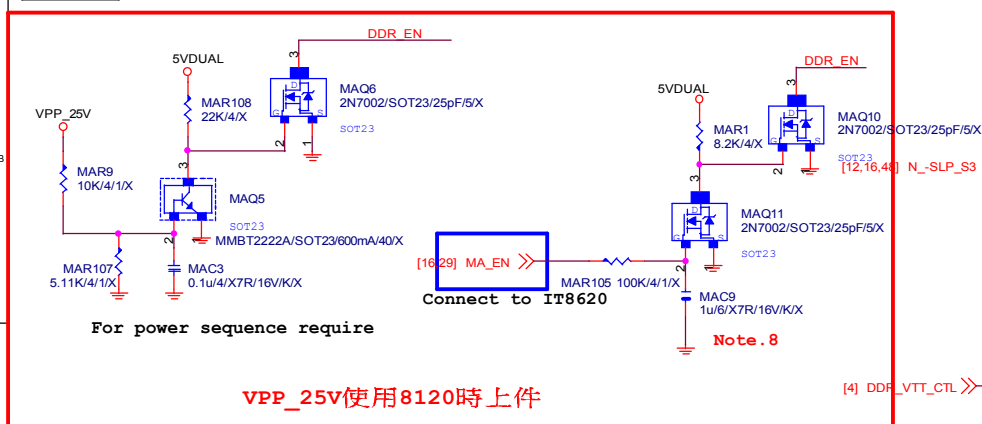 DDR_EN
5VDUAL
MAR108
22K/4/X
3
D
G
S
MAQ6
2N7002/SOT23/25pF/5/X
SOT23
2
1
VPP_25V
MAR9
10K/4/1/X
3
MAQ5
SOT23
MMBT2222A/SOT23/600mA/40/X
2
1
MAR107
5.11K/4/1/X
MAC3
0.1u/4/X7R/16V/K/X
For power sequence require
DDR_EN
5VDUAL
MAR1
8.2K/4/X
3
D
G
S
MAQ10
2N7002/SOT23/25pF/5/X
SOT23
2
1
[12,16,48] N_-SLP_S3
3
D
G
S
MAQ11
2N7002/SOT23/25pF/5/X
SOT23
2
1
[16,29] MA_EN
Connect to IT8620
MAR105 100K/4/1/X
MAC9
1u/6/X7R/16V/K/X
Note.8
VPP_25V使用8120時上件
[4] DDR_VTT_CTL
B